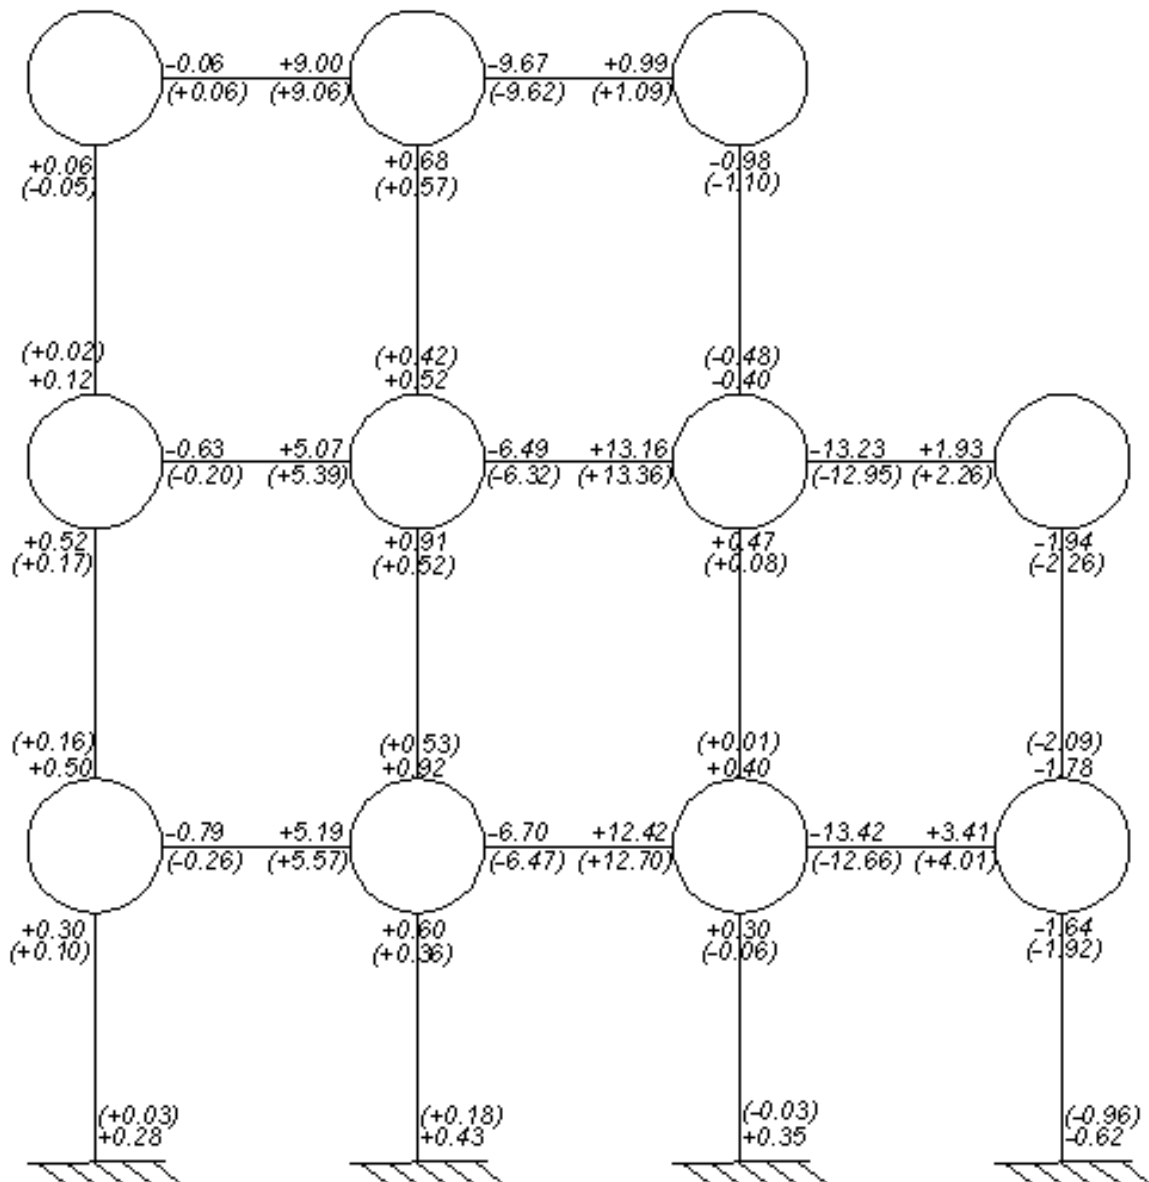 -0.06 +9.00 -9.67 +0.99
(+0.06) (+9.06) (-9.62) (+1.09)
+0.06 +0.68 -0.98
(-0.05) (+0.57) (-1.10)
(+0.02) (+0.42) (-0.48)
+0.12 +0.52 -0.40
-0.63 +5.07 -6.49 +13.16 -13.23 +1.93
(-0.20) (+5.39) (-6.32) (+13.36) (-12.95) (+2.26)
+0.52 +0.91 +0.47 -1.94
(+0.17) (+0.52) (+0.08) (-2.26)
(+0.16) (+0.53) (+0.01) (-2.09)
+0.50 +0.92 +0.40 -1.78
-0.79 +5.19 -6.70 +12.42 -13.42 +3.41
(-0.26) (+5.57) (-6.47) (+12.70) (-12.66) (+4.01)
+0.30 +0.60 +0.30 -1.64
(+0.10) (+0.36) (-0.06) (-1.92)
(+0.03) (+0.18) (-0.03) (-0.96)
+0.28 +0.43 +0.35 -0.62